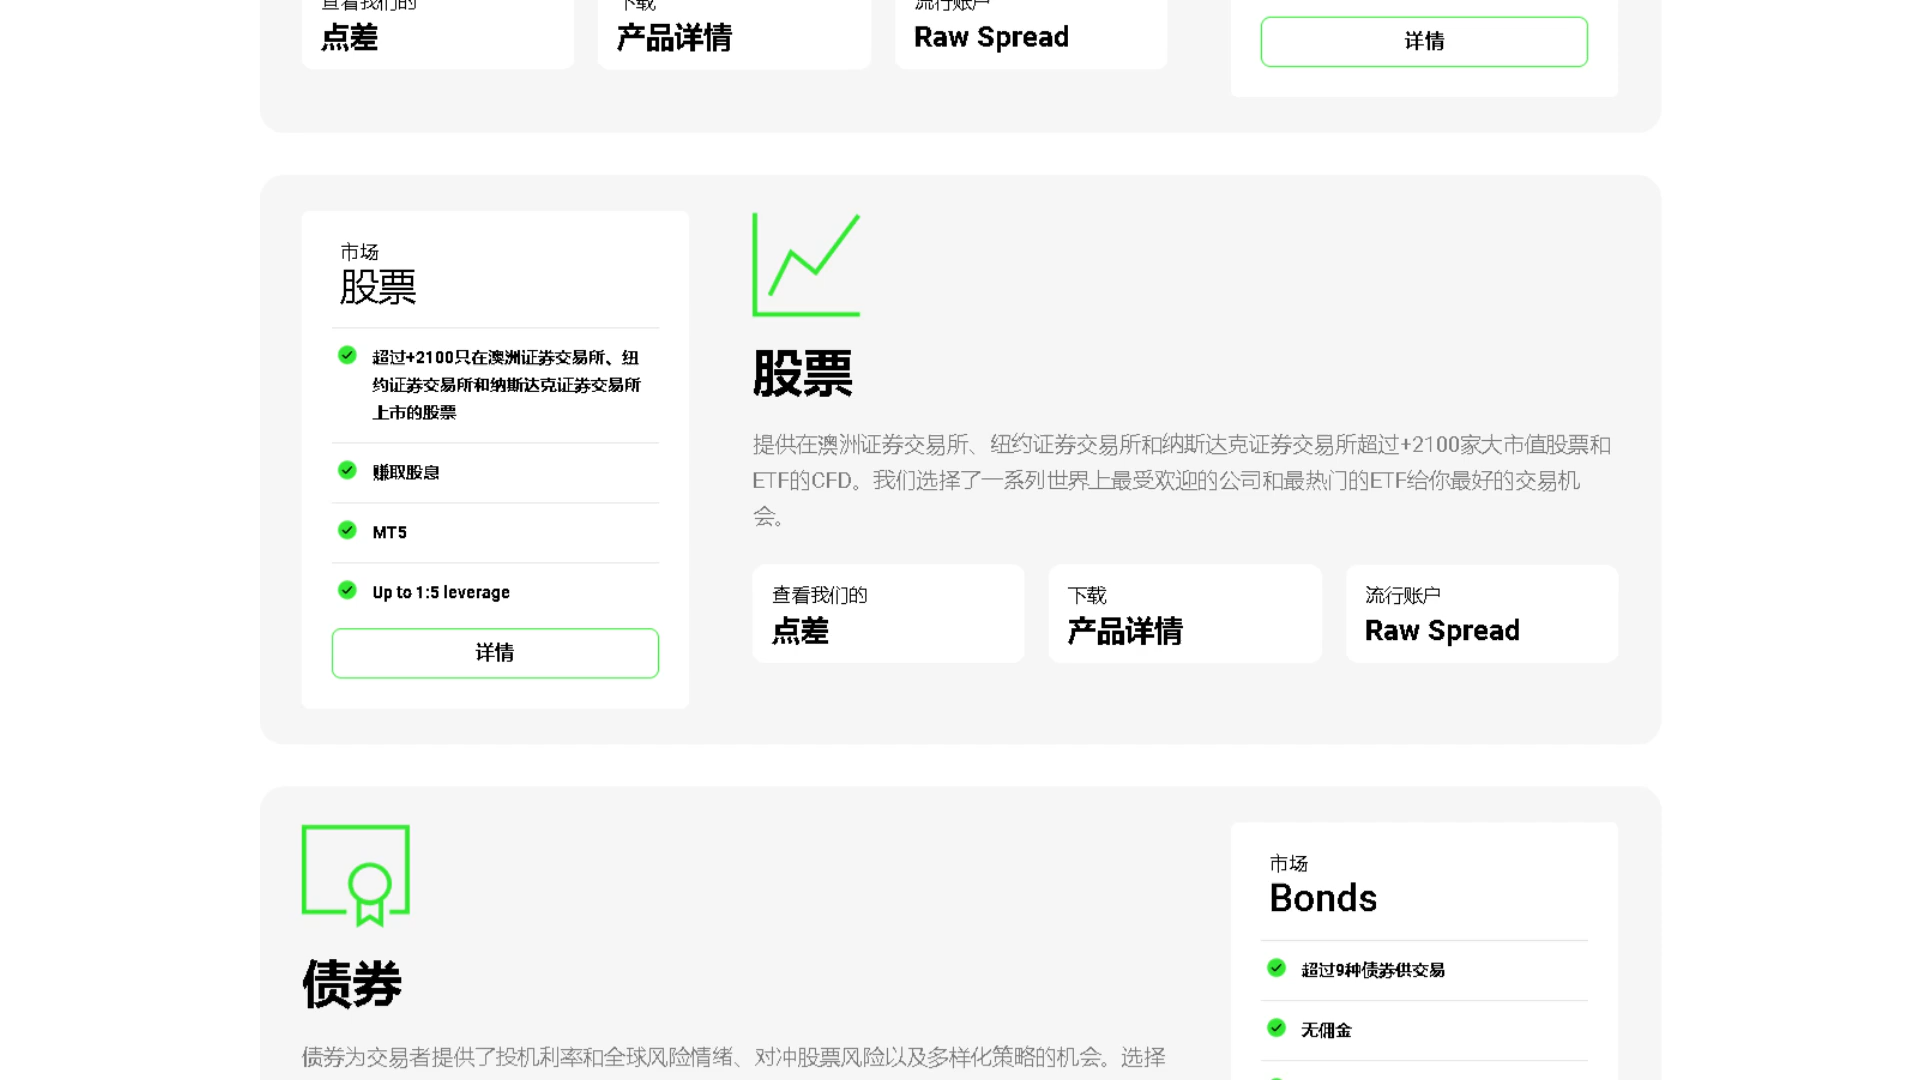 查看我们的
点差
下载
产品详情
流行账户
Raw Spread
详情
市场
股票
超过+2100只在澳洲证券交易所、纽
约证券交易所和纳斯达克证券交易所
上市的股票
赚取股息
MT5
Up to 1:5 leverage
详情
股票
提供在澳洲证券交易所、纽约证券交易所和纳斯达克证券交易所超过+2100家大市值股票和
ETF的CFD。我们选择了一系列世界上最受欢迎的公司和最热门的ETF给你最好的交易机
会。
查看我们的
点差
下载
产品详情
流行账户
Raw Spread
债券
债券为交易者提供了投机利率和全球风险情绪、对冲股票风险以及多样化策略的机会。选择
市场
Bonds
超过9种债券供交易
无佣金